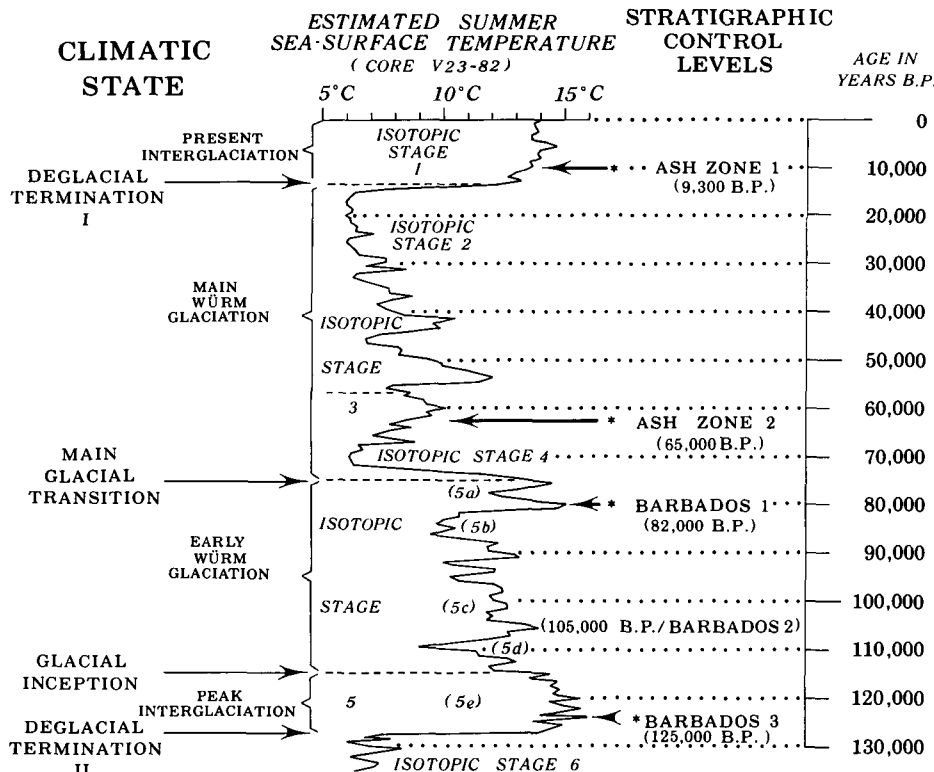 CLIMATIC
STATE
ESTIMATED SUMMER
SEA-SURFACE TEMPERATURE
(CORE V23-82)
5°C 10°C 15°C
STRATIGRAPHIC
CONTROL
LEVELS
AGE IN
YEARS B.P.
0
PRESENT
INTERGLACIATION
ISOTOPIC
STAGE
1
ASH ZONE 1
(9,300 B.P.)
* 
10,000
DEGLACIAL
TERMINATION
I
20,000
ISOTOPIC
STAGE 2
30,000
MAIN
WÜRM
GLACIATION
40,000
ISOTOPIC
STAGE
3
50,000
60,000
* ASH ZONE 2
(65,000 B.P.)
MAIN
GLACIAL
TRANSITION
ISOTOPIC STAGE 4
70,000
(5a)
80,000
* BARBADOS 1
(82,000 B.P.)
ISOTOPIC
(5b)
EARLY
WÜRM
GLACIATION
90,000
STAGE
(5c)
100,000
(105,000 B.P./BARBADOS 2)
(5d)
110,000
GLACIAL
INCEPTION
PEAK
INTERGLACIATION
5
(5e)
120,000
* BARBADOS 3
(125,000 B.P.)
DEGLACIAL
TERMINATION
II
130,000
ISOTOPIC STAGE 6